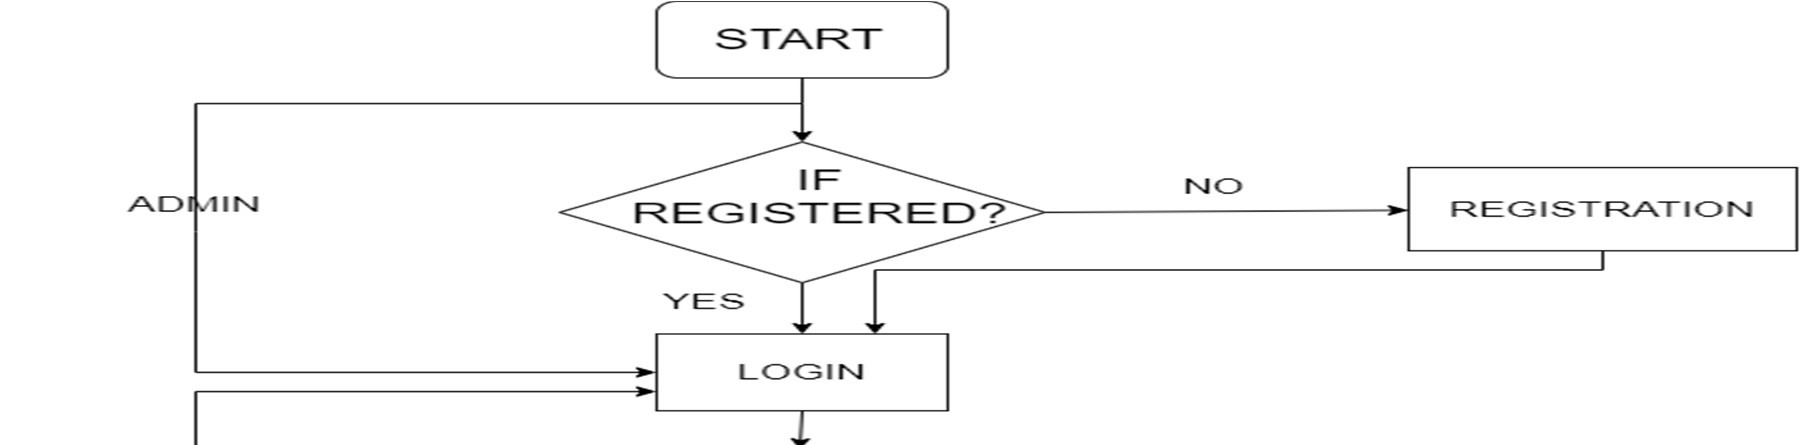 START
ADMIN
IF
REGISTERED?
NO
REGISTRATION
YES
LOGIN